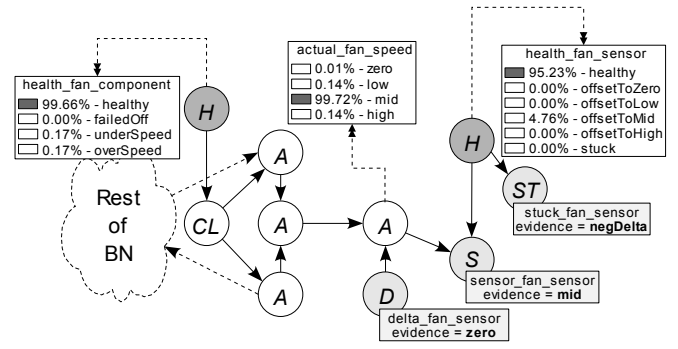 actual_fan_speed
0.01% - zero
0.14% - low
99.72% - mid
0.14% - high
health_fan_sensor
95.23% - healthy
0.00% - offsetToZero
0.00% - offsetToLow
4.76% - offsetToMid
0.00% - offsetToHigh
0.00% - stuck
health_fan_component
99.66% - healthy
0.00% - failedOff
0.17% - underSpeed
0.17% - overSpeed
H
H
A
ST
stuck_fan_sensor
evidence = negDelta
Rest
of
BN
CL
A
A
S
sensor_fan_sensor
evidence = mid
A
D
delta_fan_sensor
evidence = zero